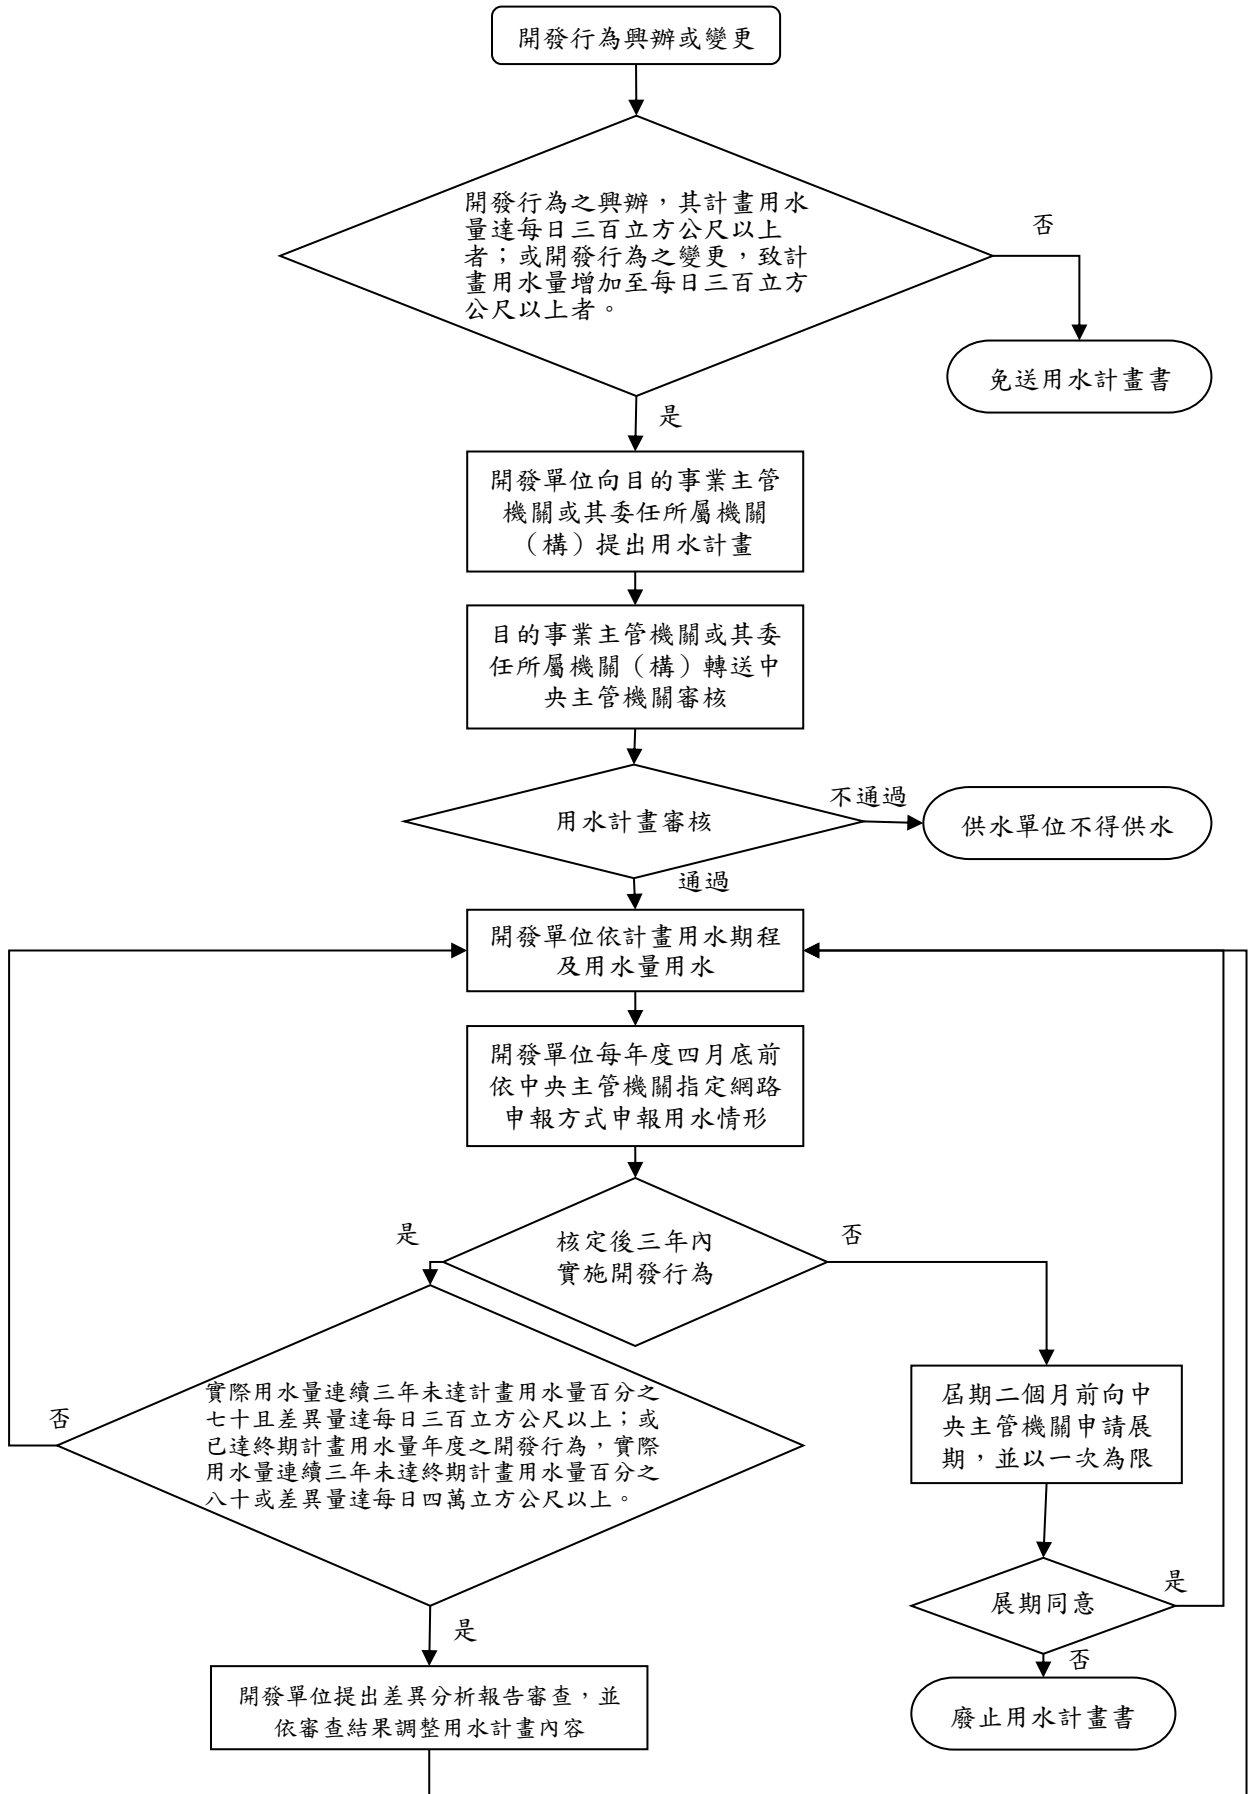 開發行為興辦或變更
開發行為之興辦，其計畫用水
量達每日三百立方公尺以上
者；或開發行為之變更，致計
畫用水量增加至每日三百立方
公尺以上者。
否
免送用水計畫書
是
開發單位向目的事業主管
機關或其委任所屬機關
（構）提出用水計畫
目的事業主管機關或其委
任所屬機關（構）轉送中
央主管機關審核
用水計畫審核
不通過
供水單位不得供水
通過
開發單位依計畫用水期程
及用水量用水
開發單位每年度四月底前
依中央主管機關指定網路
申報方式申報用水情形
核定後三年內
實施開發行為
是
否
實際用水量連續三年未達計畫用水量百分之
七十且差異量達每日三百立方公尺以上；或
已達終期計畫用水量年度之開發行為，實際
用水量連續三年未達終期計畫用水量百分之
八十或差異量達每日四萬立方公尺以上。
否
屆期二個月前向中
央主管機關申請展
期，並以一次為限
展期同意
是
否
廢止用水計畫書
是
開發單位提出差異分析報告審查，並
依審查結果調整用水計畫內容